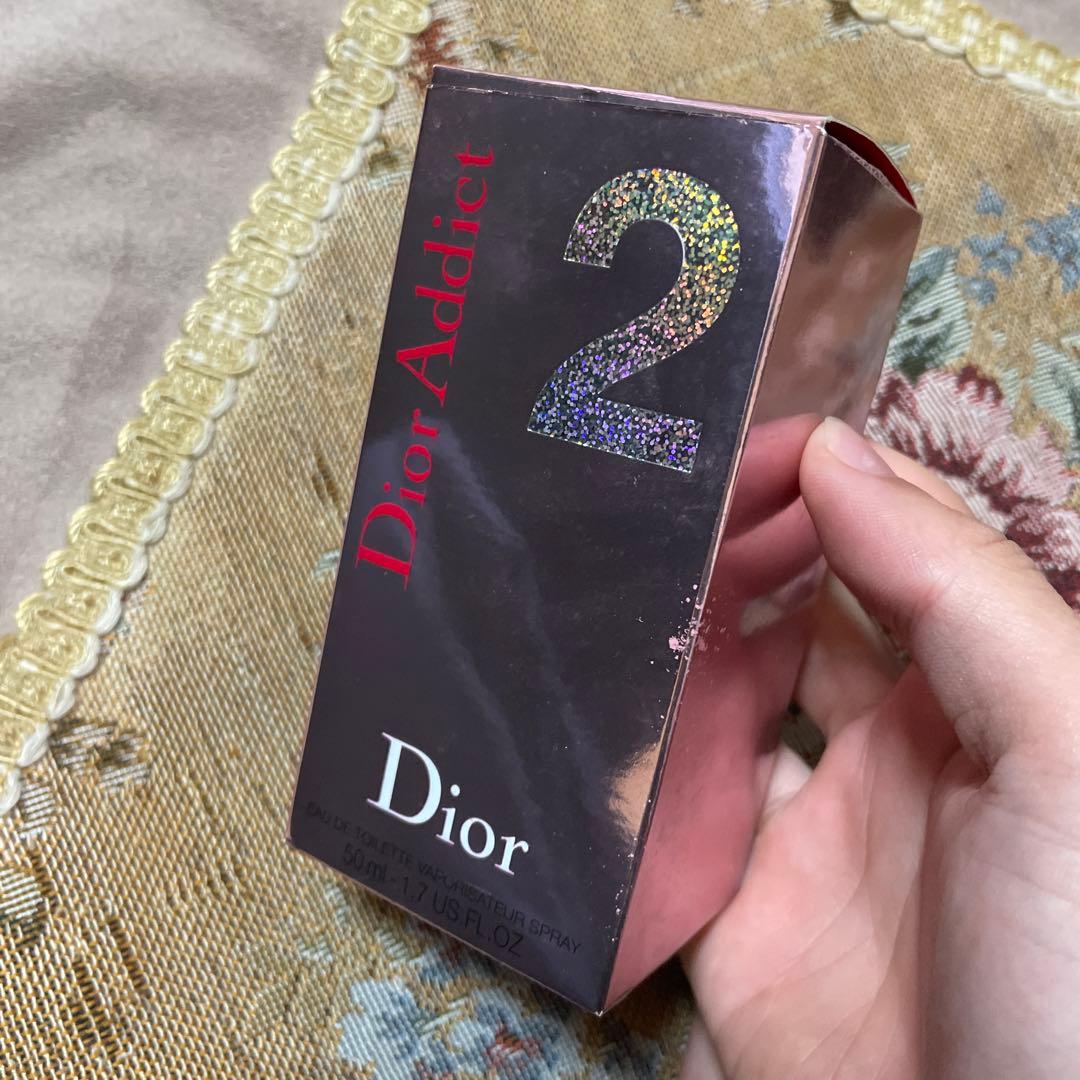 Dior Addict
2
Dior
EAU DE TOILETTE VAPORISATEUR SPRAY
50 ml - 1.7 US.FL.OZ